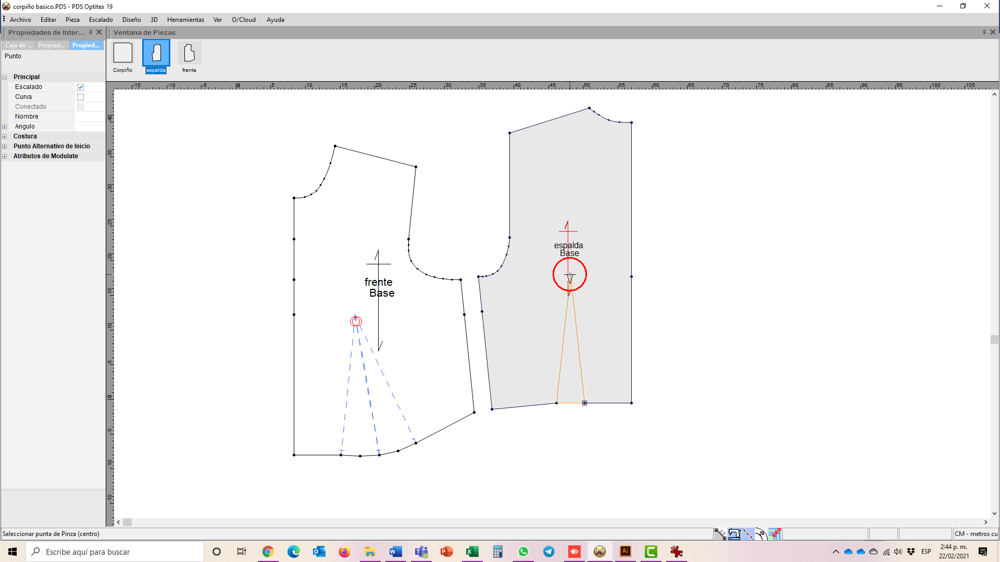 corpiño basico.PDS - PDS Optitex 19
Archivo Editar Pieza Escalado Diseño 3D Herramientas Ver O/Cloud Ayuda
Propiedades de Inter...
Ventana de Piezas
Caja de ... Propied... Propied...
Punto
Corpiño espalda frente
Principal
Escalado
Curva
Conectado
Nombre
Angulo
Costura
Punto Alternativo de Inicio
Atributos de Modulate
-15 -10 -5 0 5 10 15 20 25 30 35 40 45 50 55 60 65 70 75 80 85 90 95 100 105
40
35
30
25
20
15
10
5
0
-5
-10
-15
espalda
Base
frente
Base
Seleccionar punta de Pinza (centro)
CM - metros cu
Escribe aquí para buscar
ESP
2:44 p. m.
22/02/2021